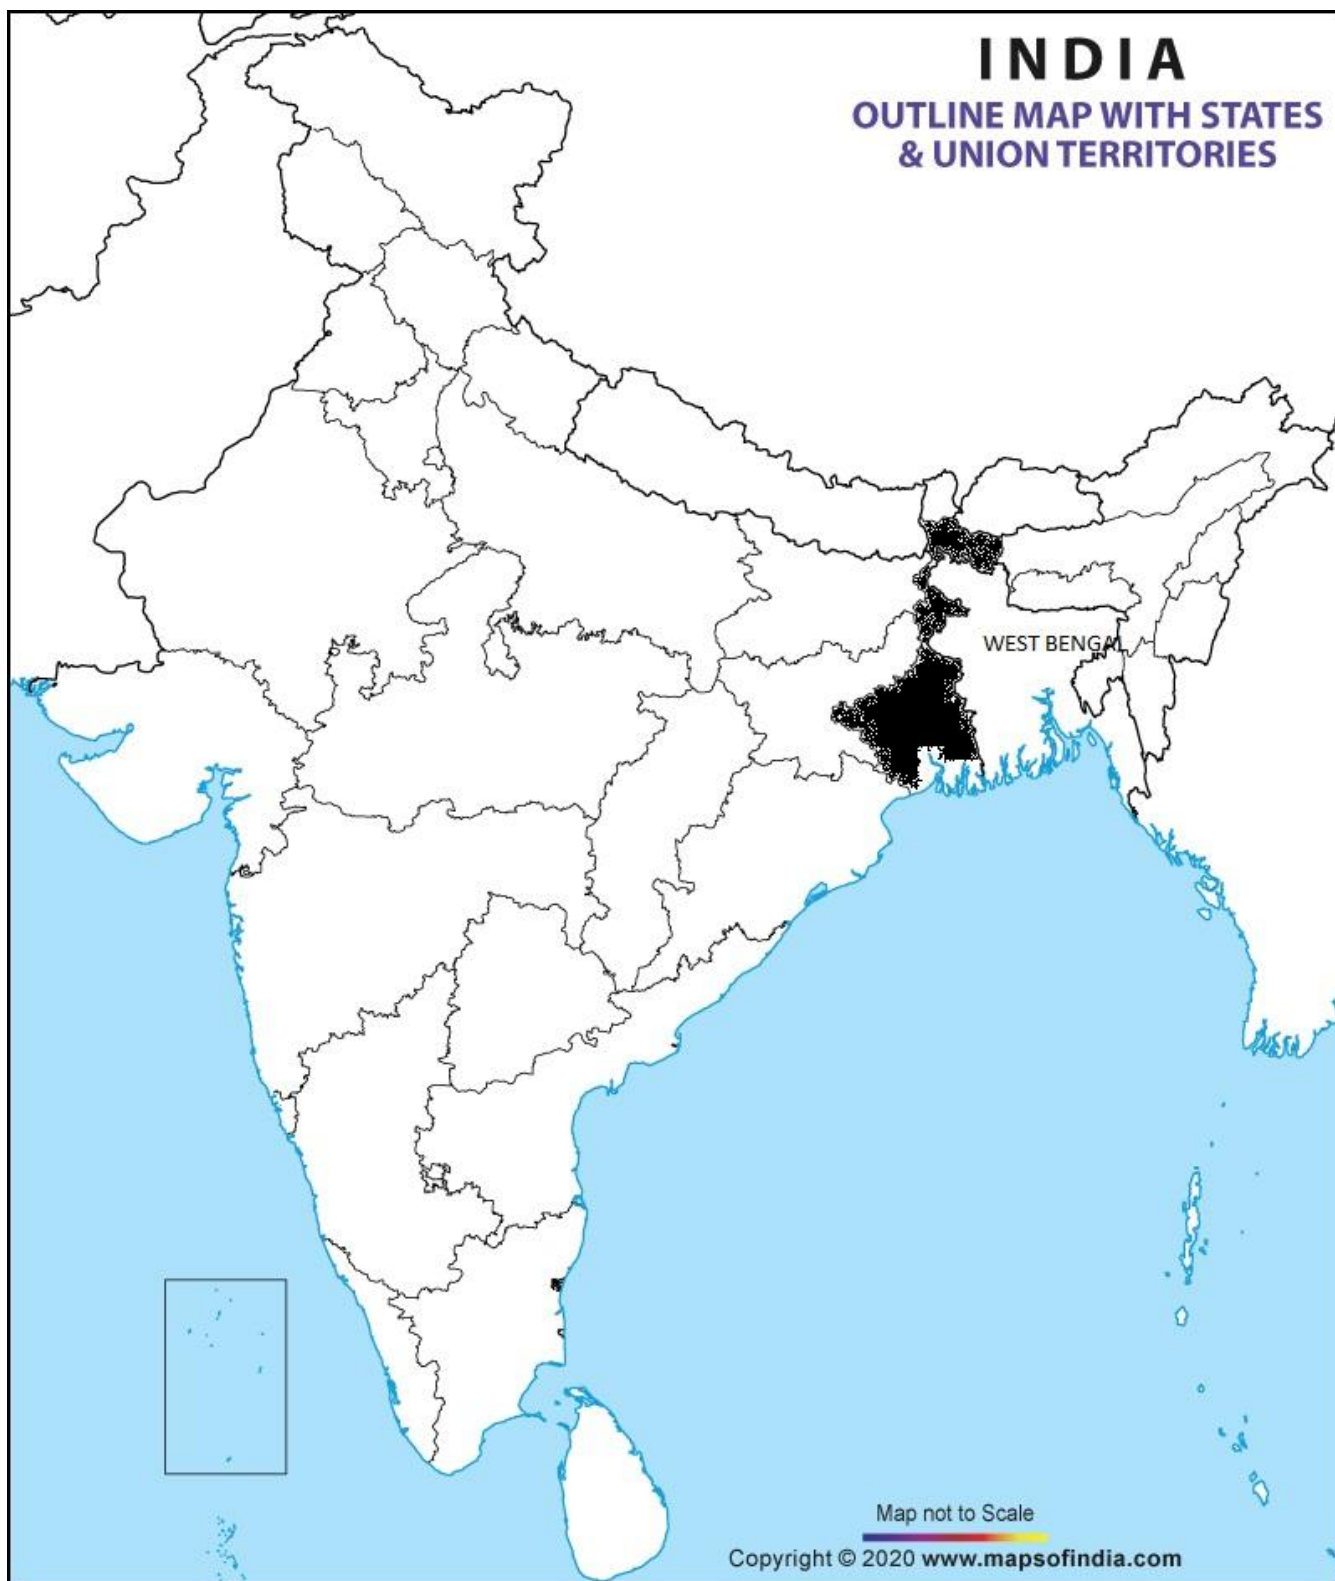 INDIA
OUTLINE MAP WITH STATES
& UNION TERRITORIES
WEST BENGAL
Map not to Scale
Copyright © 2020 www.mapsofindia.com